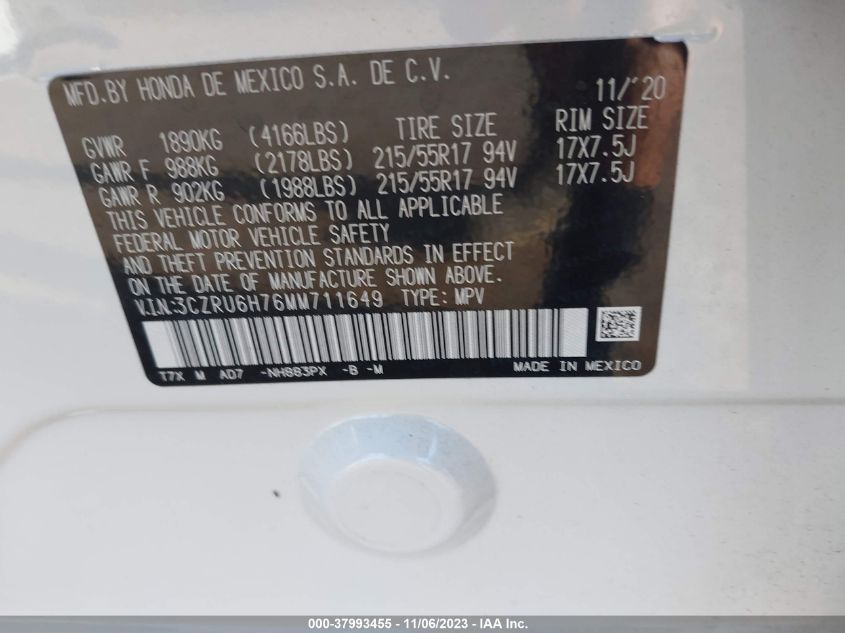 MFD.BY HONDA DE MEXICO S.A. DE C.V. 11/'20
GVWR 1890KG (4166LBS) TIRE SIZE RIM SIZE
GAWR F 988KG (2178LBS) 215/55R17 94V 17X7.5J
GAWR R 902KG (1988LBS) 215/55R17 94V 17X7.5J
THIS VEHICLE CONFORMS TO ALL APPLICABLE
FEDERAL MOTOR VEHICLE SAFETY
AND THEFT PREVENTION STANDARDS IN EFFECT
ON THE DATE OF MANUFACTURE SHOWN ABOVE.
V.I.N:3CZRU6H76MM711649 TYPE: MPV
T7X M AD7 -NH883PX -B -M MADE IN MEXICO
000-37993455 - 11/06/2023 - IAA Inc.